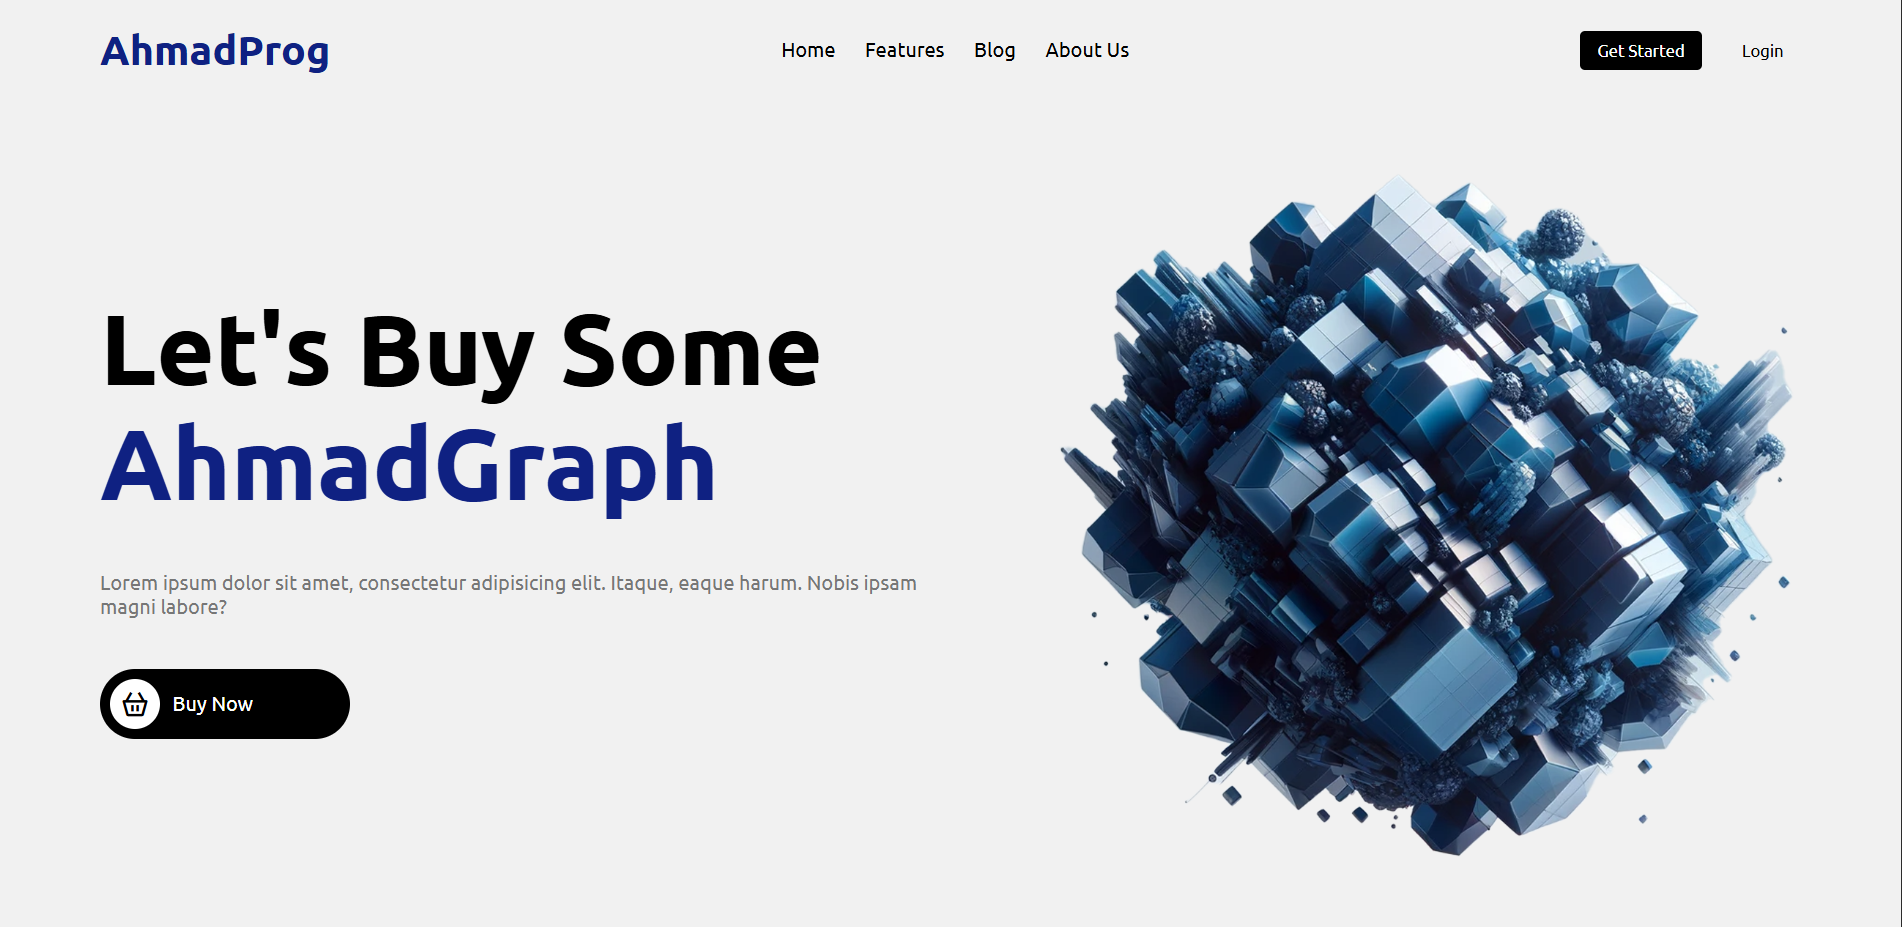 AhmadProg
Home Features Blog About Us
Get Started Login
Let's Buy Some
AhmadGraph
Lorem ipsum dolor sit amet, consectetur adipisicing elit. Itaque, eaque harum. Nobis ipsam
magni labore?
Buy Now